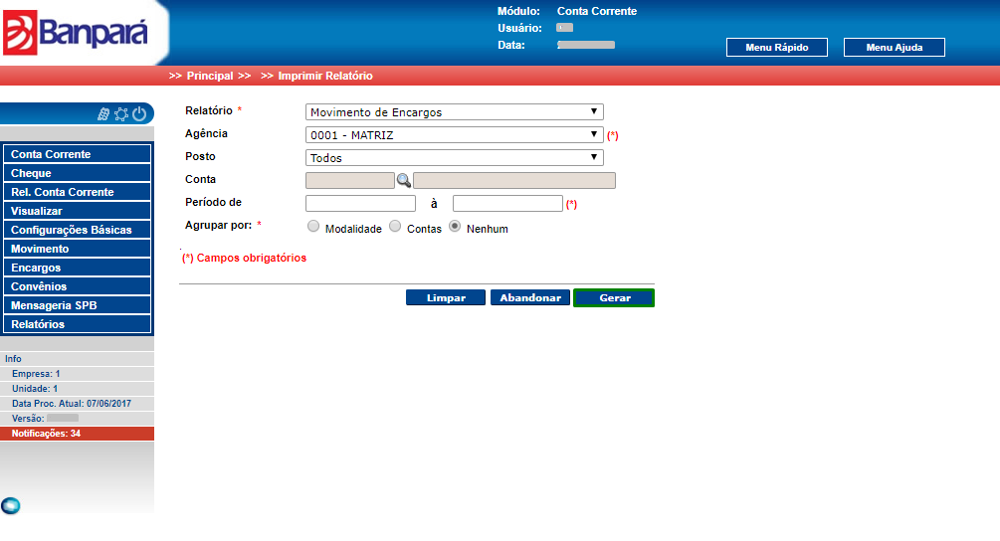 Banpará
Módulo: Conta Corrente
Usuário:
Data:
Menu Rápido Menu Ajuda
>> Principal >> >> Imprimir Relatório
Conta Corrente
Cheque
Rel. Conta Corrente
Visualizar
Configurações Básicas
Movimento
Encargos
Convênios
Mensageria SPB
Relatórios
Info
Empresa: 1
Unidade: 1
Data Proc. Atual: 07/06/2017
Versão:
Notificações: 34
Relatório * Movimento de Encargos
Agência 0001 - MATRIZ (*)
Posto Todos
Conta
Período de à (*)
Agrupar por: * Modalidade Contas Nenhum
(*) Campos obrigatórios
Limpar Abandonar Gerar